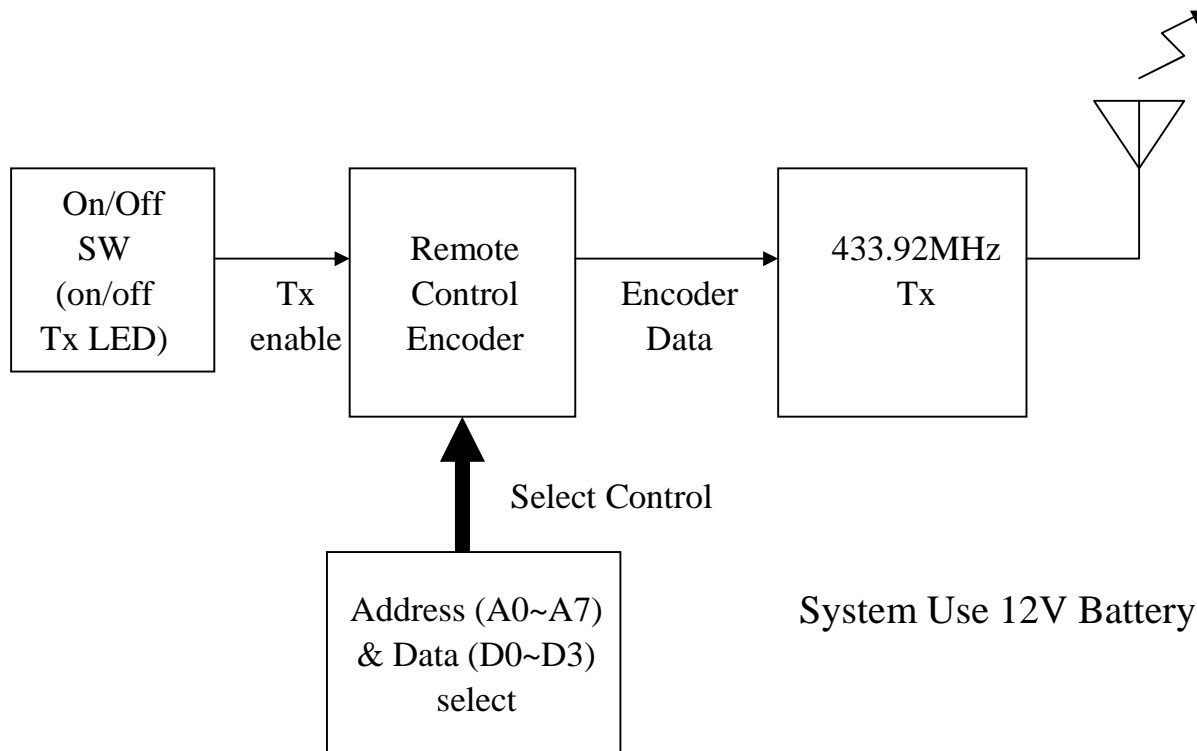 On/Off
SW
(on/off
Tx LED)
Tx
enable
Remote
Control
Encoder
Encoder
Data
433.92MHz
Tx
Select Control
Address (A0~A7)
& Data (D0~D3)
select
System Use 12V Battery